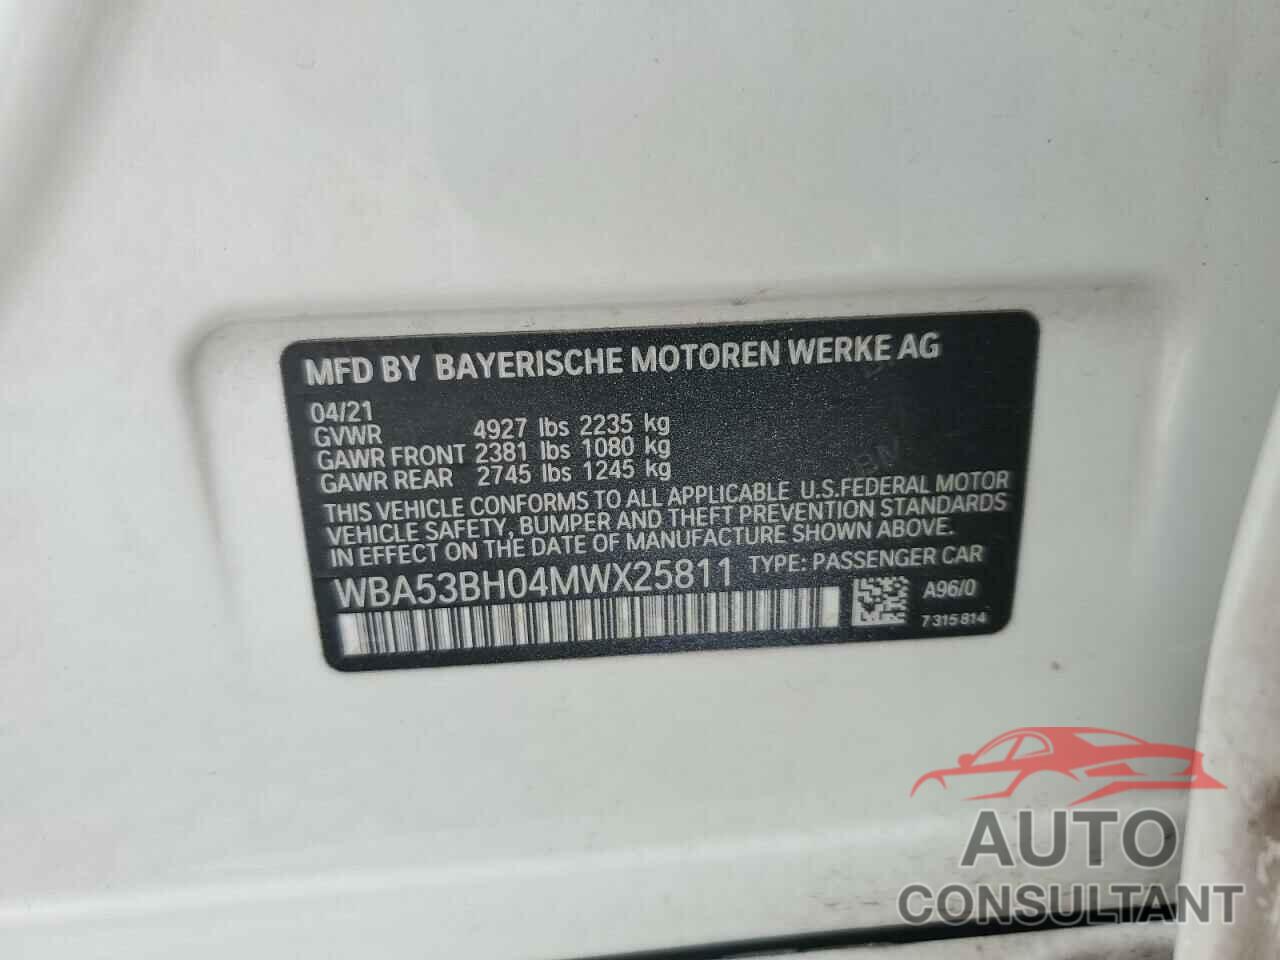 MFD BY BAYERISCHE MOTOREN WERKE AG
04/21
GVWR 4927 lbs 2235 kg
GAWR FRONT 2381 lbs 1080 kg
GAWR REAR 2745 lbs 1245 kg
THIS VEHICLE CONFORMS TO ALL APPLICABLE U.S.FEDERAL MOTOR
VEHICLE SAFETY, BUMPER AND THEFT PREVENTION STANDARDS
IN EFFECT ON THE DATE OF MANUFACTURE SHOWN ABOVE.
WBA53BH04MWX25811 TYPE: PASSENGER CAR
A96/0
7 315 814
AUTO
CONSULTANT